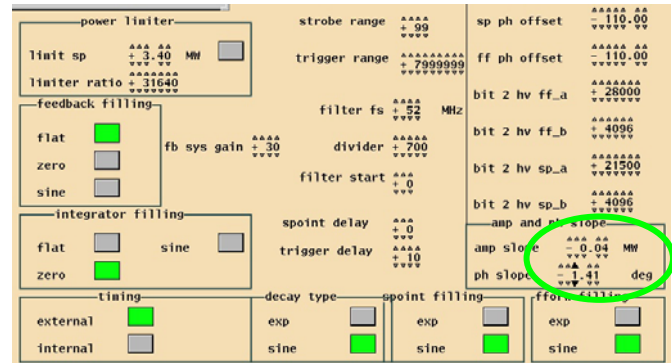 power limiter
limit sp + 3.40 MW
limiter ratio + 31640
feedback filling
flat
zero
sine
fb sys gain + 30
integrator filling
flat sine
zero
timing
external
internal
strobe range + 99
trigger range + 7999999
filter fs + 52 MHz
divider + 700
filter start + 0
spoint delay + 0
trigger delay + 10
decay type
exp
sine
spoint filling
exp
sine
sp ph offset - 110.00
ff ph offset - 110.00
bit 2 hv ff_a + 28000
bit 2 hv ff_b + 4096
bit 2 hv sp_a + 21500
bit 2 hv sp_b + 4096
amp and ph slope
amp slope - 0.04 MW
ph slope - 1.41 deg
fforw filling
exp
sine